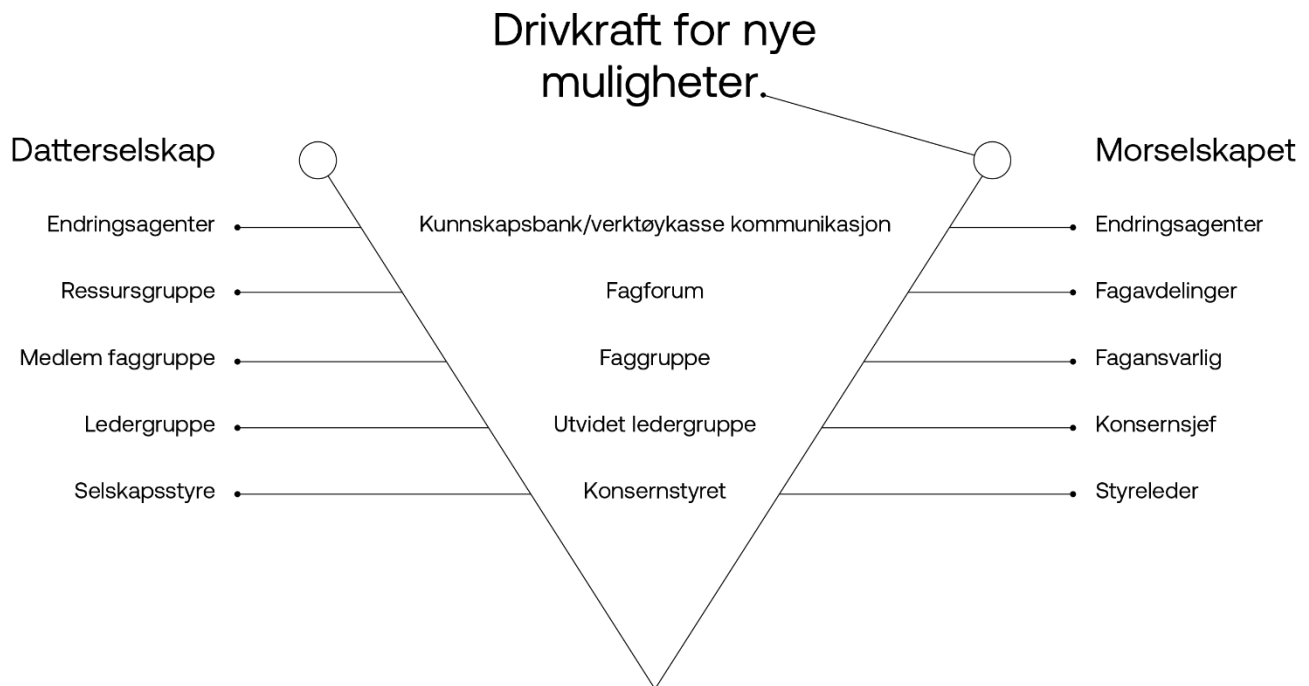 Drivkraft for nye
muligheter.
Datterselskap
Morselskapet
Endringsagenter
Kunnskapsbank/verktøykasse kommunikasjon
Endringsagenter
Ressursgruppe
Fagforum
Fagavdelinger
Medlem faggruppe
Faggruppe
Fagansvarlig
Ledergruppe
Utvidet ledergruppe
Konsernsjef
Selskapsstyre
Konsernstyret
Styreleder